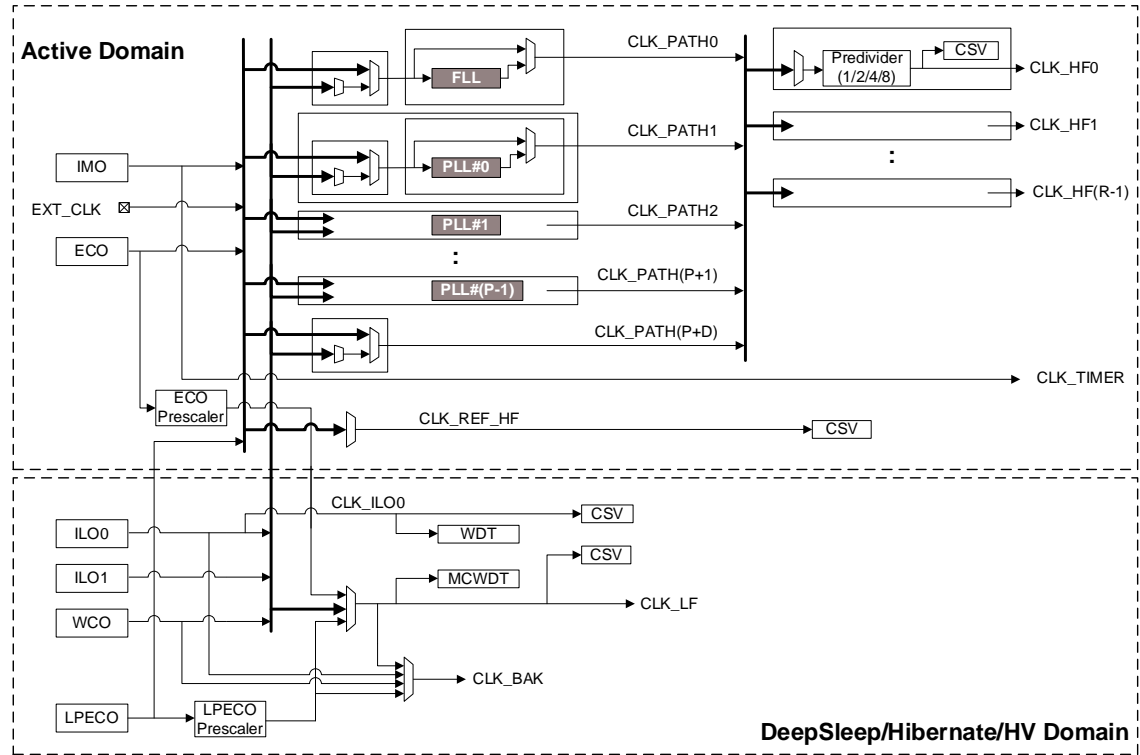 Active Domain
CLK_PATH0
CSV
Predivider
(1/2/4/8)
CLK_HF0
FLL
CLK_PATH1
CLK_HF1
IMO
PLL#0
:
EXT_CLK
CLK_PATH2
CLK_HF(R-1)
PLL#1
ECO
:
CLK_PATH(P+1)
PLL#(P-1)
CLK_PATH(P+D)
CLK_TIMER
ECO
Prescaler
CLK_REF_HF
CSV
CLK_ILO0
CSV
ILO0
WDT
CSV
ILO1
MCWDT
CLK_LF
WCO
CLK_BAK
LPECO
LPECO
Prescaler
DeepSleep/Hibernate/HV Domain